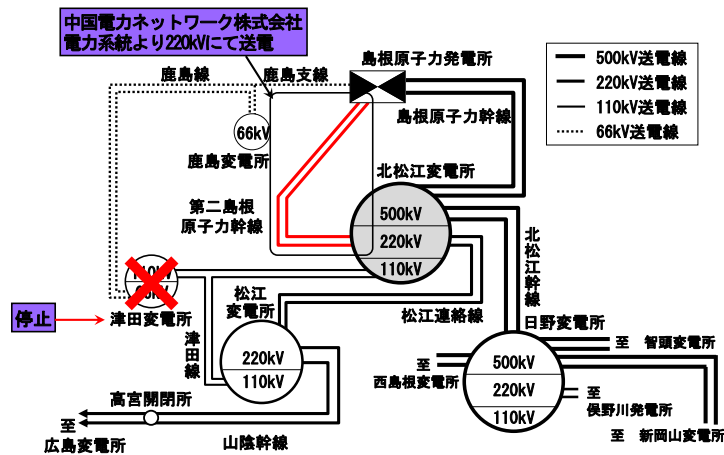 中国電力ネットワーク株式会社
電力系統より220kVにて送電
鹿島線
鹿島支線
島根原子力発電所
500kV送電線
220kV送電線
110kV送電線
66kV送電線
島根原子力幹線
66kV
鹿島変電所
北松江変電所
第二島根
原子力幹線
500kV
220kV
110kV
北松江幹線
110kV
停止
津田変電所
松江
変電所
松江連絡線
津田線
日野変電所
220kV
110kV
500kV
220kV
110kV
至
智頭変電所
至
西島根変電所
至
俣野川発電所
高宮開閉所
至
広島変電所
山陰幹線
至
新岡山変電所